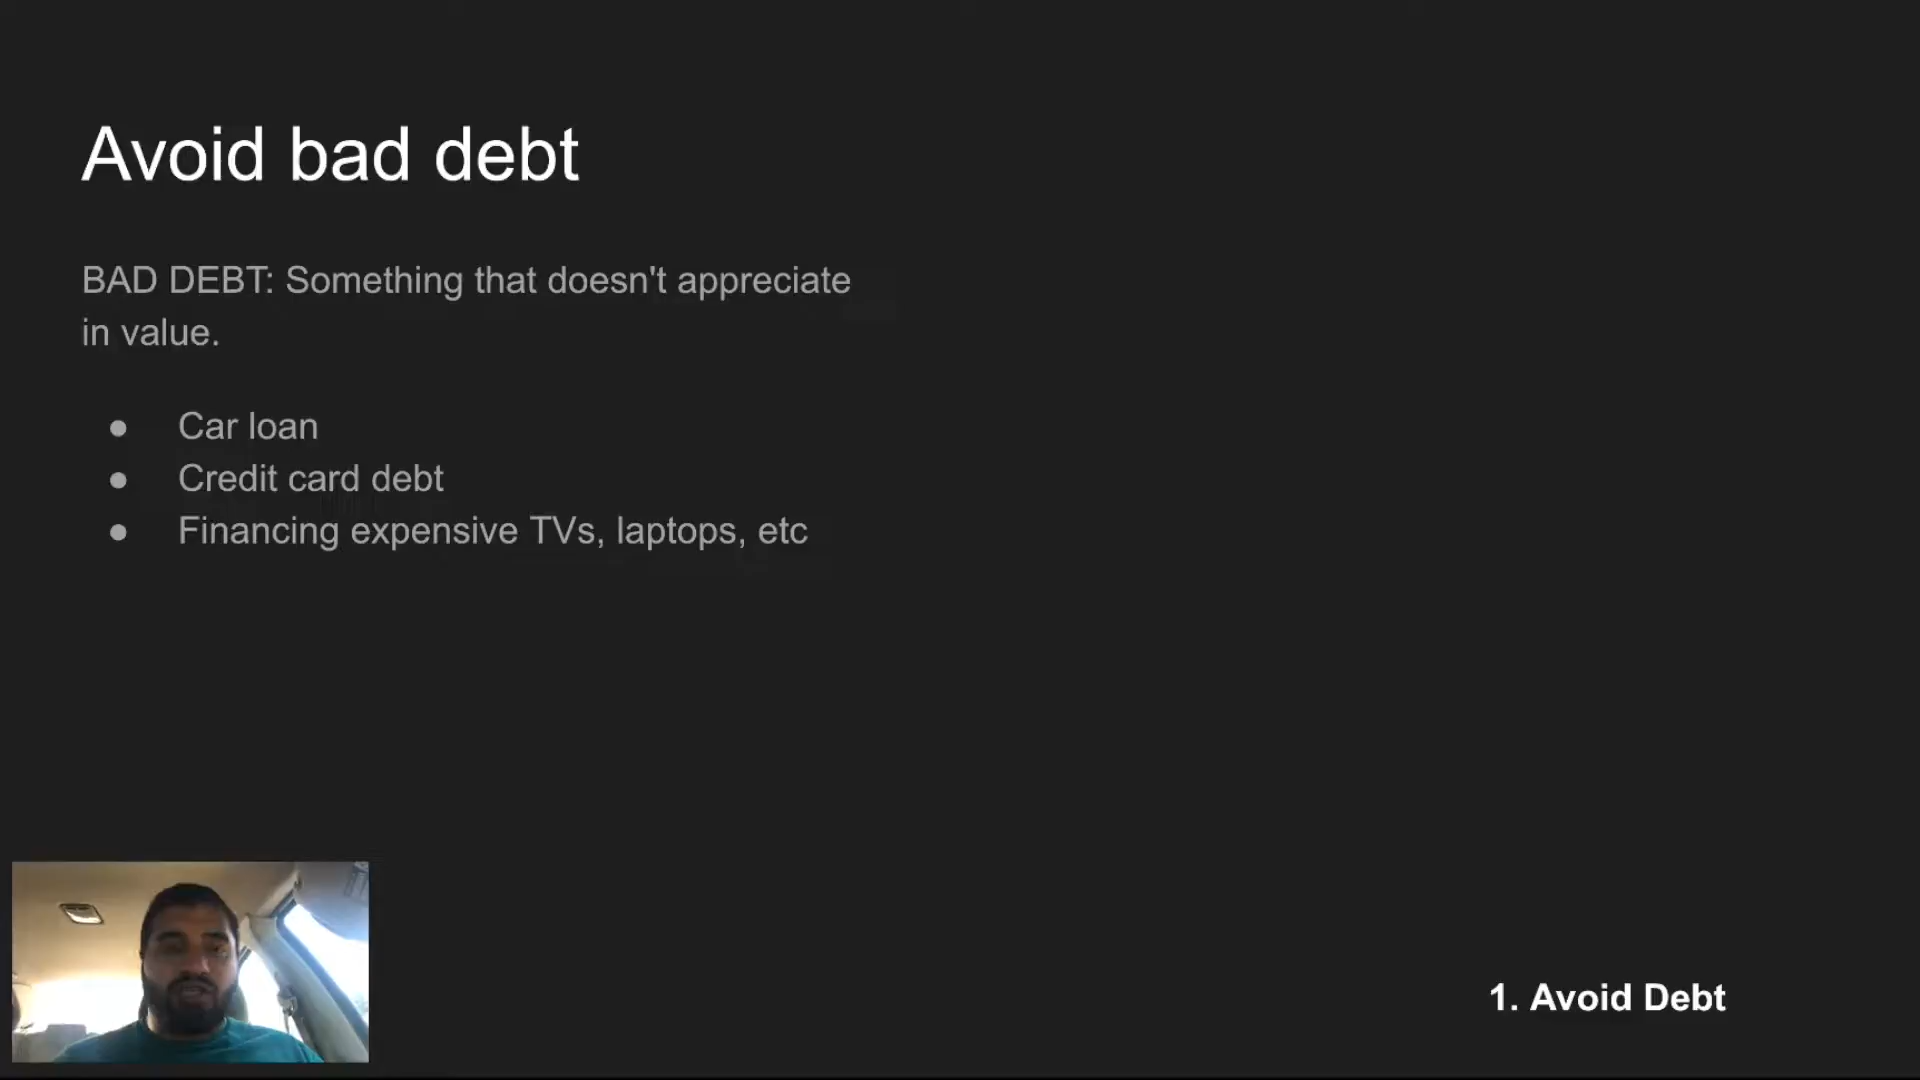 Avoid bad debt
BAD DEBT: Something that doesn't appreciate
in value.
● Car loan
● Credit card debt
● Financing expensive TVs, laptops, etc
1. Avoid Debt